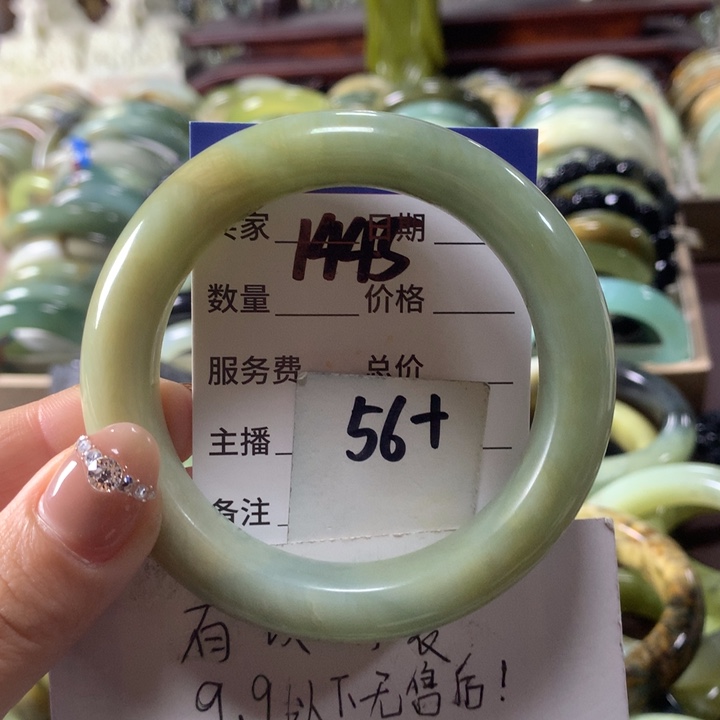 家 日期
1443
数量 价格
服务费 总价
主播
56+
备注
有
9.9以下无售后!